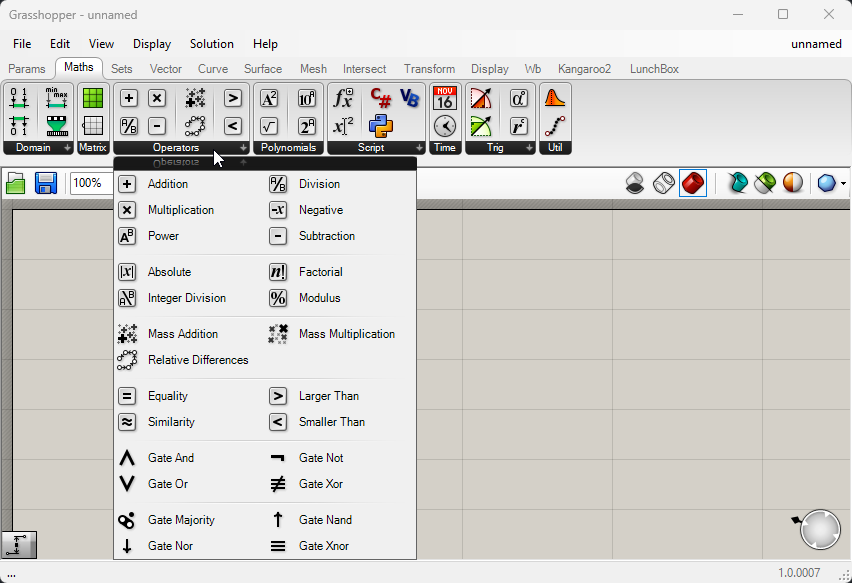 Grasshopper - unnamed
File Edit View Display Solution Help unnamed
Params Maths Sets Vector Curve Surface Mesh Intersect Transform Display Wb Kangaroo2 LunchBox
Domain Matrix Operators Polynomials Script Time Trig Util
100%
Addition Division
Multiplication Negative
Power Subtraction
Absolute Factorial
Integer Division Modulus
Mass Addition Mass Multiplication
Relative Differences
Equality Larger Than
Similarity Smaller Than
Gate And Gate Not
Gate Or Gate Xor
Gate Majority Gate Nand
Gate Nor Gate Xnor
... 1.0.0007